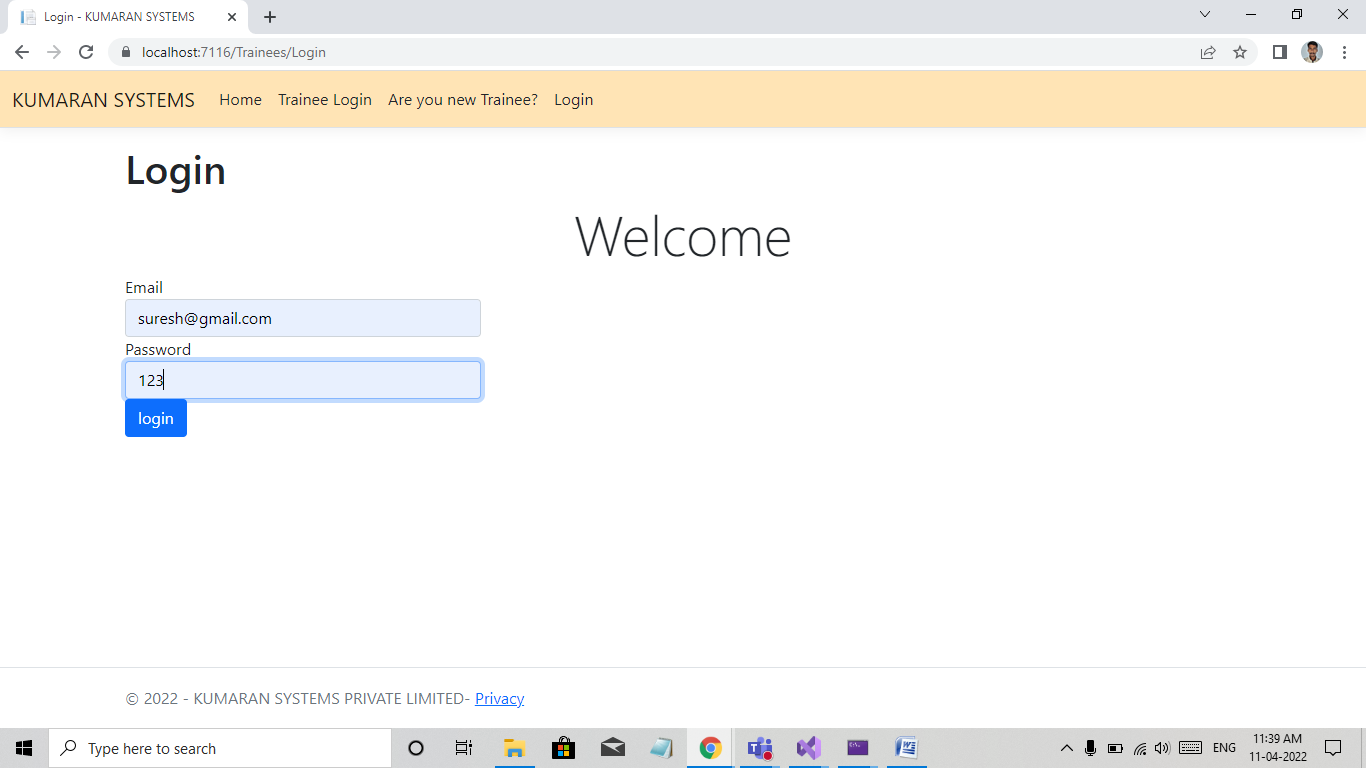 Login - KUMARAN SYSTEMS
localhost:7116/Trainees/Login
KUMARAN SYSTEMS Home Trainee Login Are you new Trainee? Login
Login
Welcome
Email
suresh@gmail.com
Password
123
login
© 2022 - KUMARAN SYSTEMS PRIVATE LIMITED- Privacy
Type here to search
ENG
11:39 AM
11-04-2022